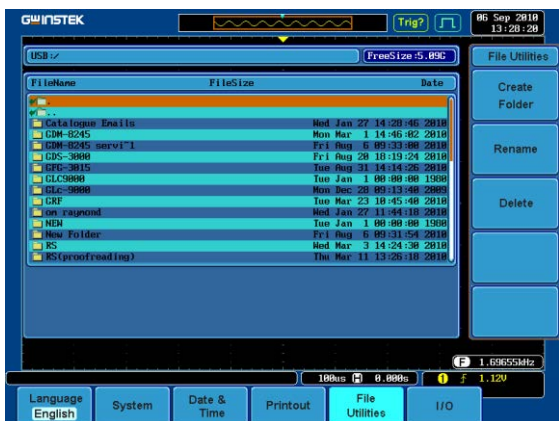 GWINSTEK
Trig?
06 Sep 2010
13:28:20
USB:/
FreeSize:5.09G
FileName FileSize Date
.
..
Catalogue Emails Wed Jan 27 14:28:46 2010
GDM-8245 Mon Mar 1 14:46:02 2010
GDM-8245 servi~1 Fri Aug 6 09:33:00 2010
GDS-3000 Fri Aug 20 18:19:24 2010
GFG-3015 Tue Aug 31 14:14:26 2010
GLC9000 Tue Jan 1 00:00:00 1980
GLc-9000 Mon Dec 28 09:13:40 2009
GRF Tue Mar 23 10:45:40 2010
om raymond Wed Jan 27 11:44:18 2010
NEW Tue Jan 1 00:00:00 1980
New Folder Fri Aug 6 09:31:54 2010
RS Wed Mar 3 14:24:30 2010
RS(proofreading) Thu Mar 11 13:26:18 2010
File Utilities
Create
Folder
Rename
Delete
F 1.69655kHz
100us 0.000s
1 1.12V
Language
English
System
Date &
Time
Printout
File
Utilities
I/O